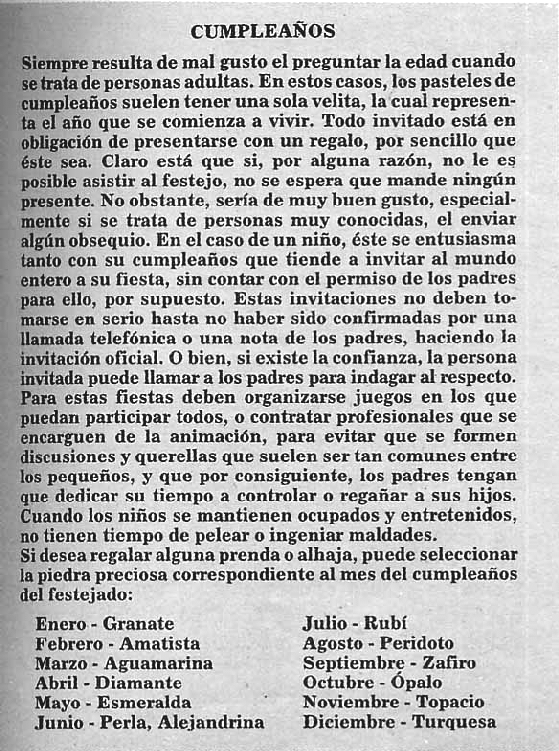 CUMPLEAÑOS
Siempre resulta de mal gusto el preguntar la edad cuando
se trata de personas adultas. En estos casos, los pasteles de
cumpleaños suelen tener una sola velita, la cual represen-
ta el año que se comienza a vivir. Todo invitado está en
obligación de presentarse con un regalo, por sencillo que
éste sea. Claro está que si, por alguna razón, no le es
posible asistir al festejo, no se espera que mande ningún
presente. No obstante, sería de muy buen gusto, especial-
mente si se trata de personas muy conocidas, el enviar
algún obsequio. En el caso de un niño, éste se entusiasma
tanto con su cumpleaños que tiende a invitar al mundo
entero a su fiesta, sin contar con el permiso de los padres
para ello, por supuesto. Estas invitaciones no deben to-
marse en serio hasta no haber sido confirmadas por una
llamada telefónica o una nota de los padres, haciendo la
invitación oficial. O bien, si existe la confianza, la persona
invitada puede llamar a los padres para indagar al respecto.
Para estas fiestas deben organizarse juegos en los que
puedan participar todos, o contratar profesionales que se
encarguen de la animación, para evitar que se formen
discusiones y querellas que suelen ser tan comunes entre
los pequeños, y que por consiguiente, los padres tengan
que dedicar su tiempo a controlar o regañar a sus hijos.
Cuando los niños se mantienen ocupados y entretenidos,
no tienen tiempo de pelear o ingeniar maldades.
Si desea regalar alguna prenda o alhaja, puede seleccionar
la piedra preciosa correspondiente al mes del cumpleaños
del festejado:
Enero - Granate
Febrero - Amatista
Marzo - Aguamarina
Abril - Diamante
Mayo - Esmeralda
Junio - Perla, Alejandrina
Julio - Rubí
Agosto - Peridoto
Septiembre - Zafiro
Octubre - Ópalo
Noviembre - Topacio
Diciembre - Turquesa